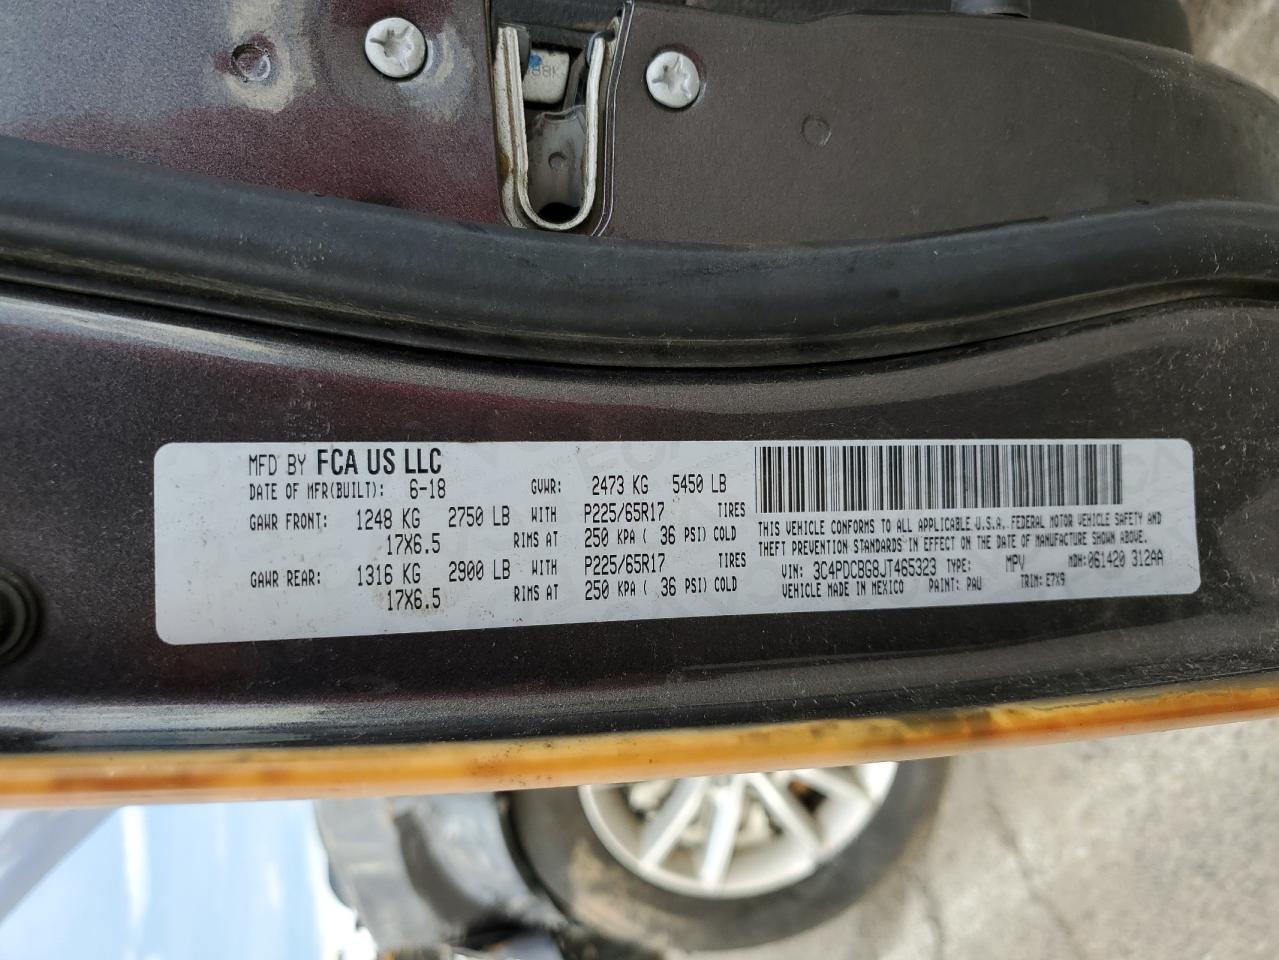 MFD BY FCA US LLC
DATE OF MFR(BUILT): 6-18 GVWR: 2473 KG 5450 LB
GAWR FRONT: 1248 KG 2750 LB WITH P225/65R17 TIRES
17X6.5 RIMS AT 250 KPA ( 36 PSI) COLD
GAWR REAR: 1316 KG 2900 LB WITH P225/65R17 TIRES
17X6.5 RIMS AT 250 KPA ( 36 PSI) COLD
THIS VEHICLE CONFORMS TO ALL APPLICABLE U.S.A. FEDERAL MOTOR VEHICLE SAFETY AND
THEFT PREVENTION STANDARDS IN EFFECT ON THE DATE OF MANUFACTURE SHOWN ABOVE.
VIN: 3C4PDCBG8JT465323 TYPE: MPV MDH: 061420 312AA
VEHICLE MADE IN MEXICO PAINT: PAU TRIM: E7X9